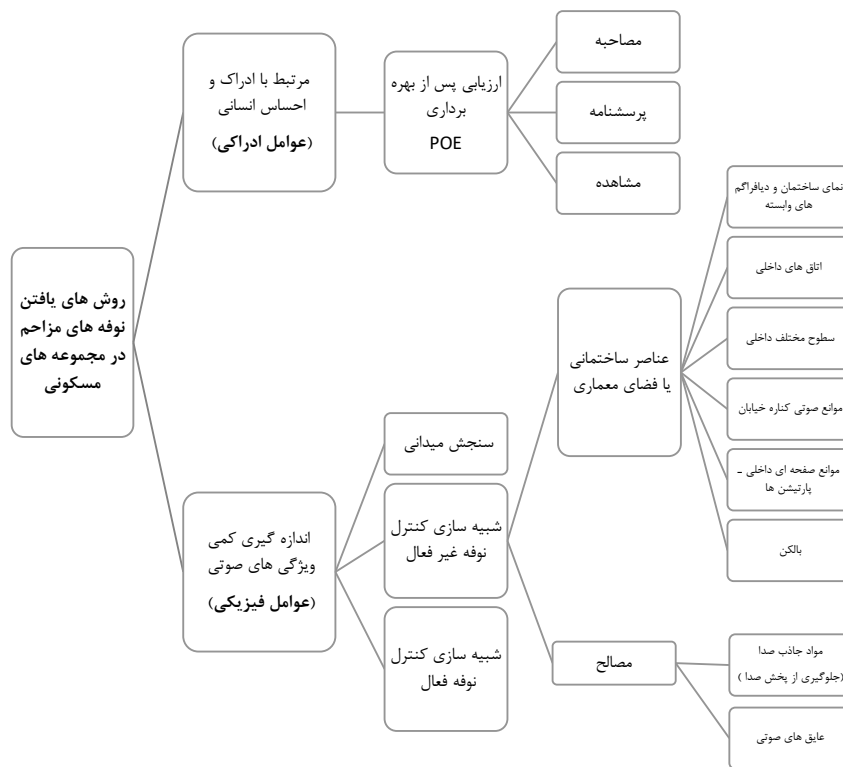 روش های یافتن
نوفه های مزاحم
در مجموعه های
مسکونی
مرتبط با ادراک و
احساس انسانی
(عوامل ادراکی)
ارزیابی پس از بهره
برداری
POE
مصاحبه
پرسشنامه
مشاهده
اندازه گیری کمی
ویژگی های صوتی
(عوامل فیزیکی)
سنجش میدانی
شبیه سازی کنترل
نوفه غیر فعال
شبیه سازی کنترل
نوفه فعال
عناصر ساختمانی
یا فضای معماری
نمای ساختمان و دیافراگم
های وابسته
اتاق های داخلی
سطوح مختلف داخلی
موانع صوتی کناره خیابان
موانع صفحه ای داخلی –
پارتیشن ها
بالکن
مصالح
مواد جاذب صدا
(جلوگیری از پخش صدا )
عایق های صوتی